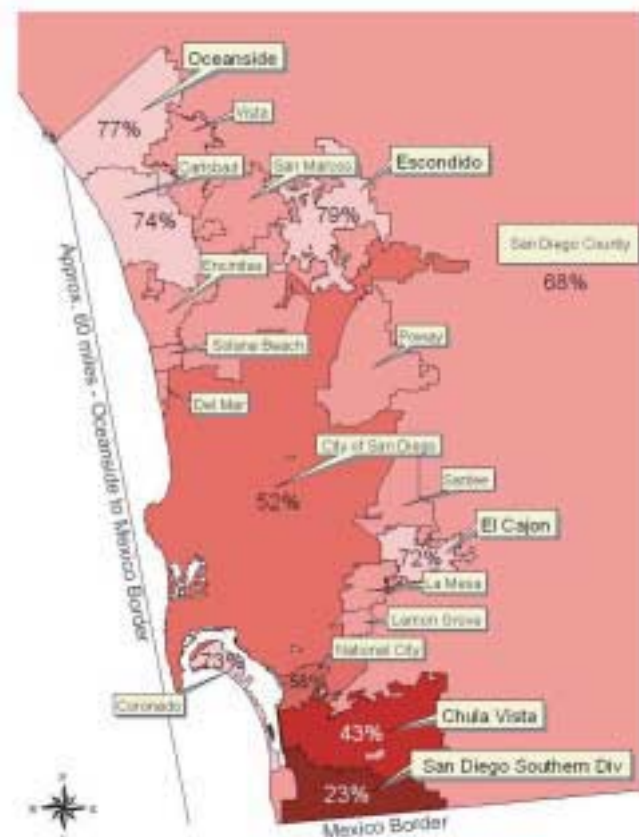 Oceanside
Vista
77%
Carlsbad
San Marcos
Escondido
74%
79%
San Diego County
68%
Encinitas
Solana Beach
Poway
Del Mar
City of San Diego
52%
Santee
El Cajon
72%
La Mesa
Lemon Grove
National City
73%
Coronado
Chula Vista
43%
San Diego Southern Div
23%
Mexico Border
Approx. 60 miles - Oceanside to Mexico Border